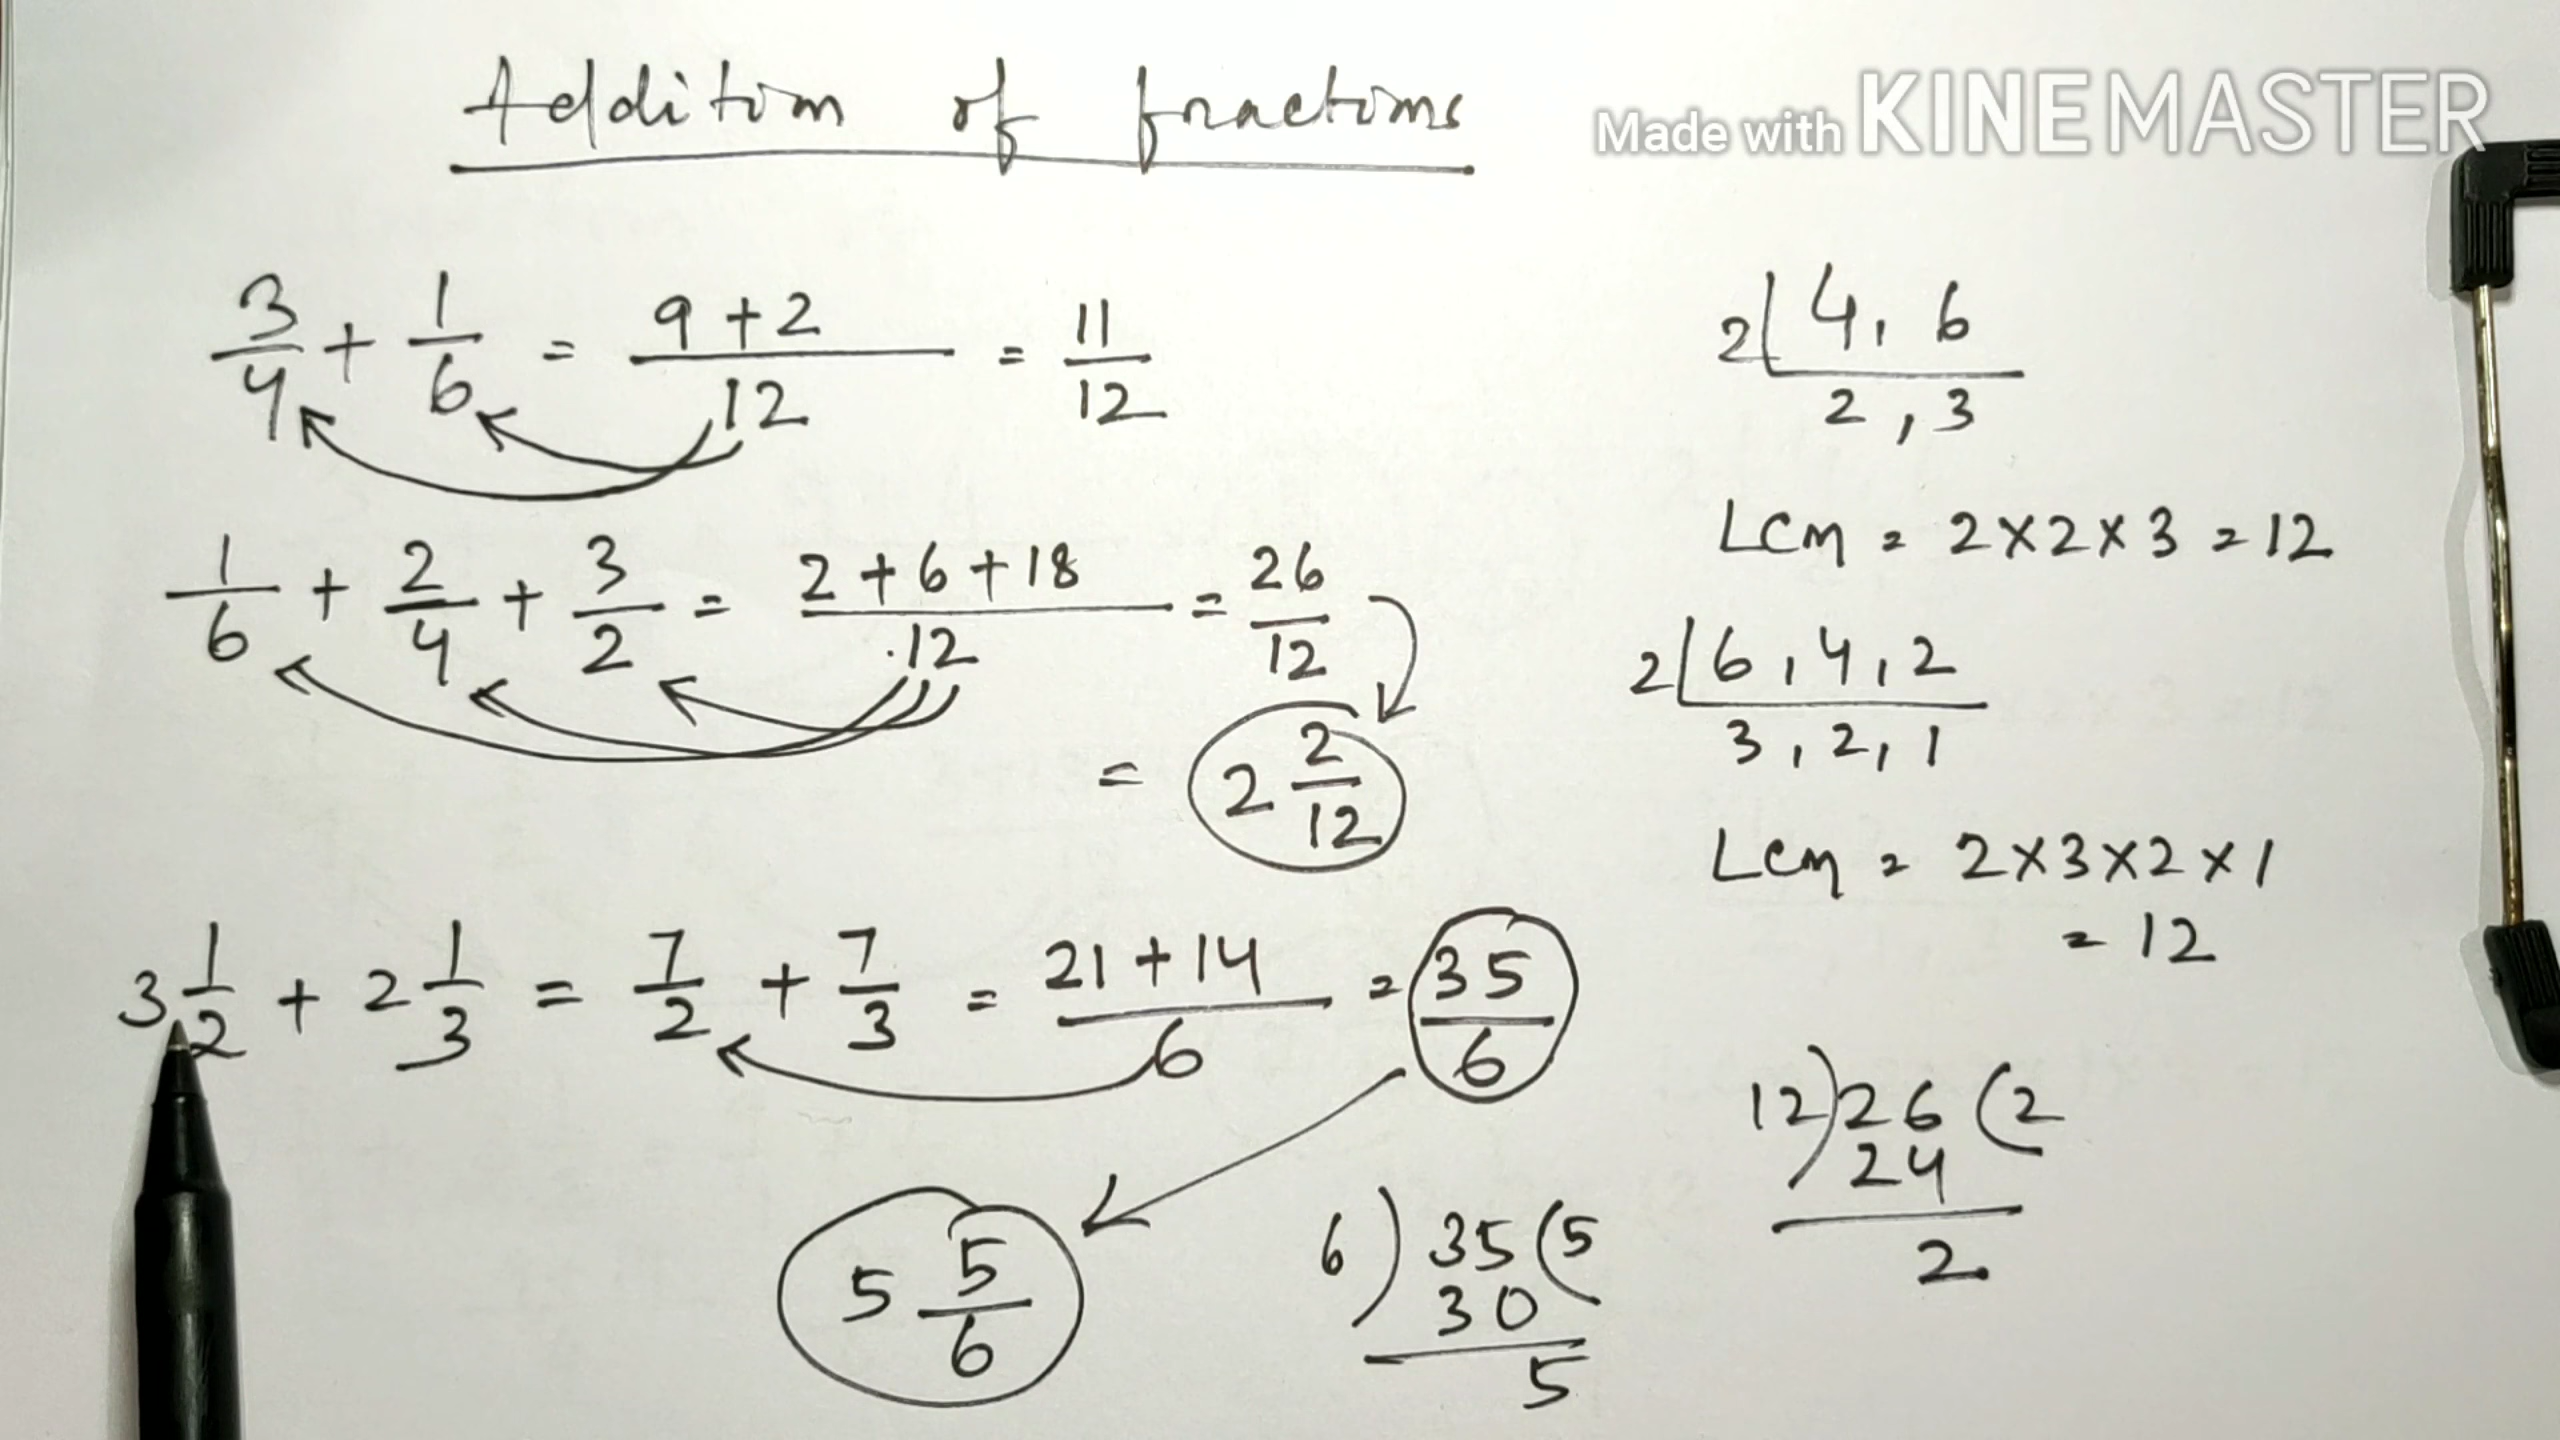 Addition of fractions
Made with KINEMASTER
3/4 + 1/6 = 9+2/12 = 11/12
1/6 + 2/4 + 3/2 = 2+6+18/12 = 26/12
= 2 2/12
3 1/2 + 2 1/3 = 7/2 + 7/3 = 21+14/6 = 35/6
5 5/6
2 | 4, 6
2, 3
LCM = 2×2×3 = 12
2 | 6, 4, 2
3, 2, 1
LCM = 2×3×2×1
= 12
12) 26 (2
24
2
6) 35 (5
30
5